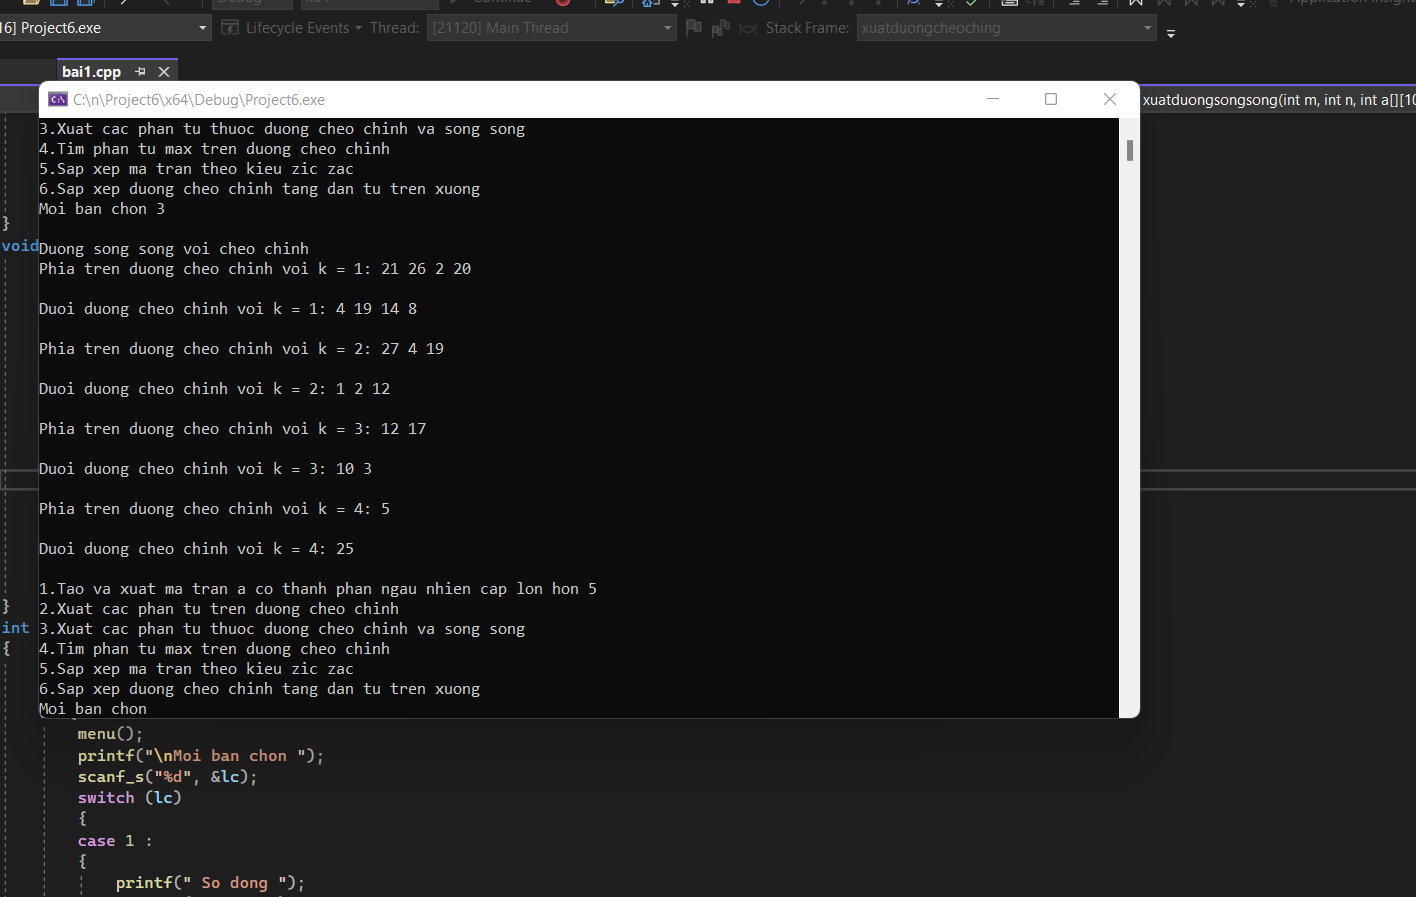 Debug
x64
Continue
Application Insight
16] Project6.exe
Lifecycle Events
Thread:
[21120] Main Thread
Stack Frame:
xuatduongcheoching
bai1.cpp
C:\n\Project6\x64\Debug\Project6.exe
xuatduongsongsong(int m, int n, int a[][10
3.Xuat cac phan tu thuoc duong cheo chinh va song song
4.Tim phan tu max tren duong cheo chinh
5.Sap xep ma tran theo kieu zic zac
6.Sap xep duong cheo chinh tang dan tu tren xuong
Moi ban chon 3
}
void
Duong song song voi cheo chinh
Phia tren duong cheo chinh voi k = 1: 21 26 2 20
Duoi duong cheo chinh voi k = 1: 4 19 14 8
Phia tren duong cheo chinh voi k = 2: 27 4 19
Duoi duong cheo chinh voi k = 2: 1 2 12
Phia tren duong cheo chinh voi k = 3: 12 17
Duoi duong cheo chinh voi k = 3: 10 3
Phia tren duong cheo chinh voi k = 4: 5
Duoi duong cheo chinh voi k = 4: 25
1.Tao va xuat ma tran a co thanh phan ngau nhien cap lon hon 5
2.Xuat cac phan tu tren duong cheo chinh
3.Xuat cac phan tu thuoc duong cheo chinh va song song
4.Tim phan tu max tren duong cheo chinh
5.Sap xep ma tran theo kieu zic zac
6.Sap xep duong cheo chinh tang dan tu tren xuong
Moi ban chon
}
int
{
menu();
printf("\nMoi ban chon ");
scanf_s("%d", &lc);
switch (lc)
{
case 1 :
{
printf(" So dong ");